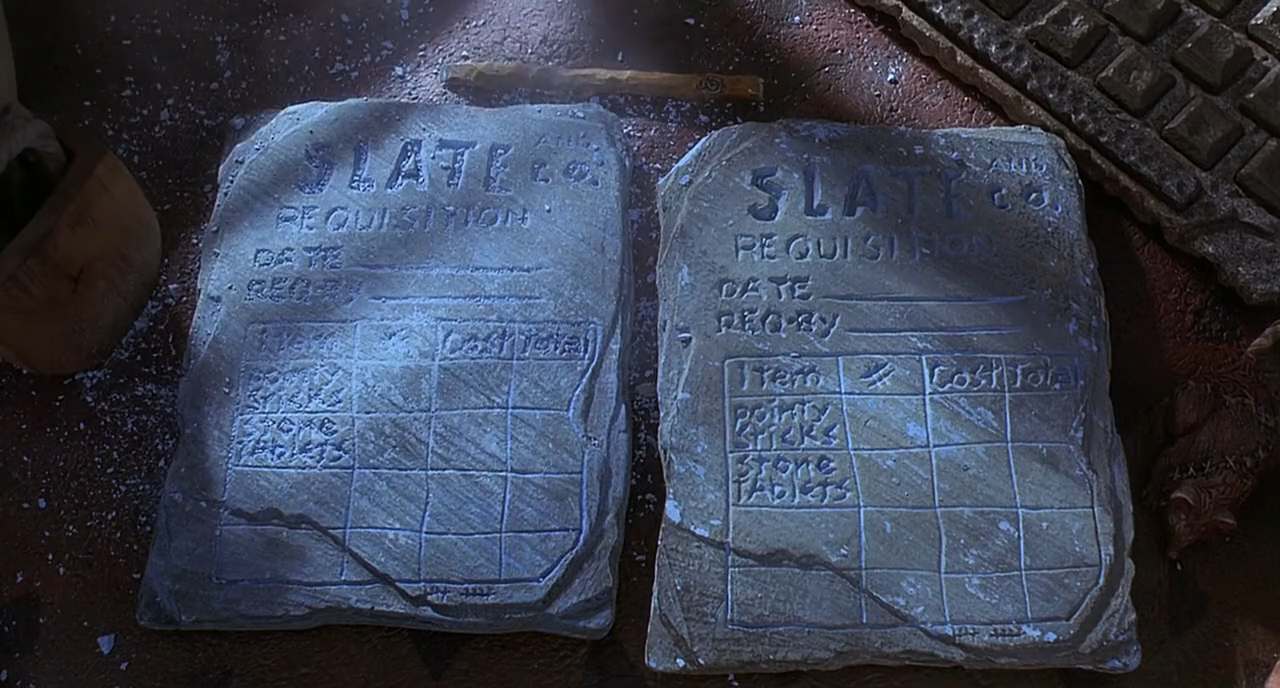 SLATE AND CO.
REQUISITION
DATE
REQ·BY
Item # Cost Total
POINTY
STICKS
STONE
TABlETS
SLATE AND CO.
REQUISITION
DATE
REQ·By
ITem # Cost Total
POINTY
STICKS
STONE
TABlets